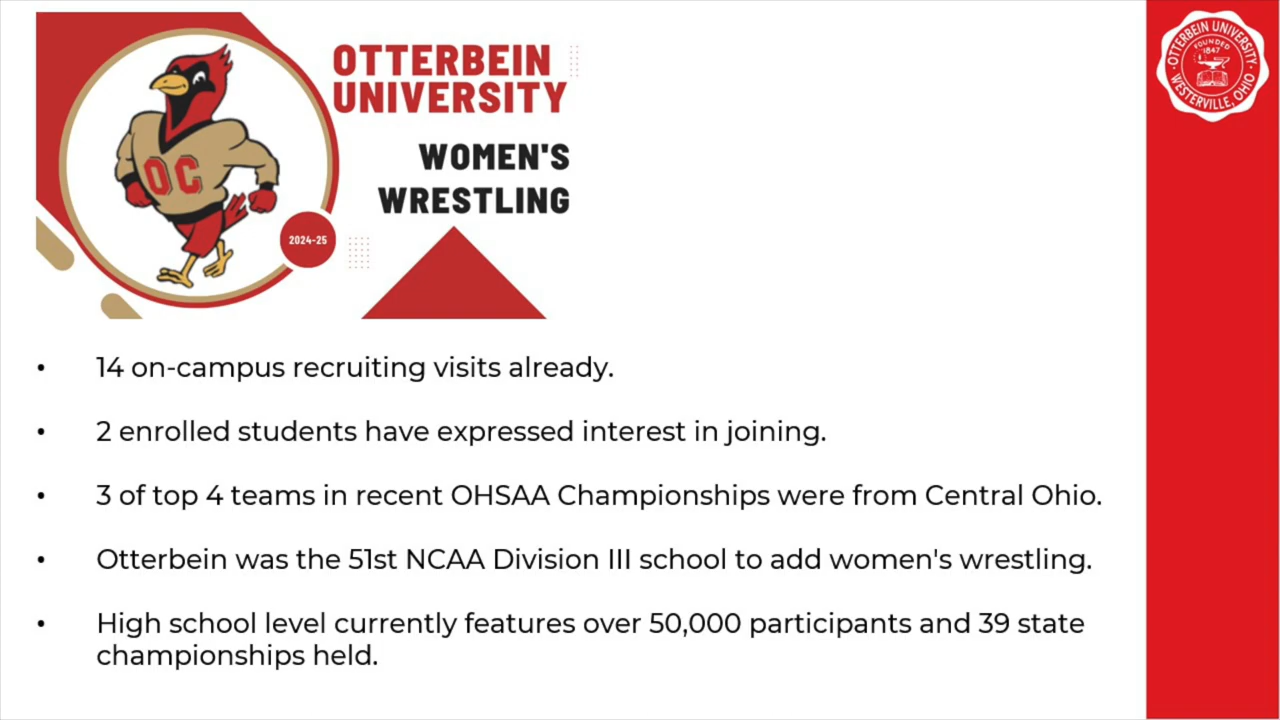 OTTERBEIN
UNIVERSITY
WOMEN'S
WRESTLING
OC
2024-25
OTTERBEIN UNIVERSITY
FOUNDED
1847
WESTERVILLE, OHIO
• 14 on-campus recruiting visits already.
• 2 enrolled students have expressed interest in joining.
• 3 of top 4 teams in recent OHSAA Championships were from Central Ohio.
• Otterbein was the 51st NCAA Division III school to add women's wrestling.
• High school level currently features over 50,000 participants and 39 state
championships held.